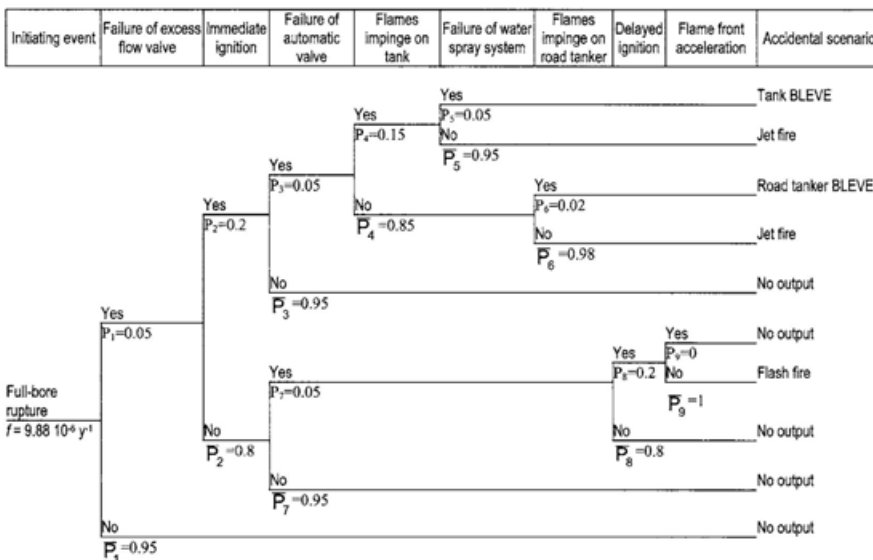 Initiating event
Failure of excess
flow valve
Immediate
ignition
Failure of
automatic
valve
Flames
impinge on
tank
Failure of water
spray system
Flames
impinge on
road tanker
Delayed
ignition
Flame front
acceleration
Accidental scenario
Yes
Tank BLEVE
Yes
P₅=0.05
P₄=0.15
No
Jet fire
P̅₅=0.95
Yes
P₃=0.05
Yes
Road tanker BLEVE
Yes
No
P₆=0.02
P₂=0.2
P̅₄=0.85
No
Jet fire
P̅₆=0.98
No
No output
P̅₃=0.95
Yes
P₁=0.05
Yes
No output
P₉=0
Yes
Yes
P₇=0.05
P₈=0.2
No
Flash fire
P̅₉=1
Full-bore
rupture
f = 9.88 10⁻⁶ y⁻¹
No
P̅₂=0.8
No
No output
P̅₈=0.8
No
No output
P̅₇=0.95
No
No output
P̅₁=0.95